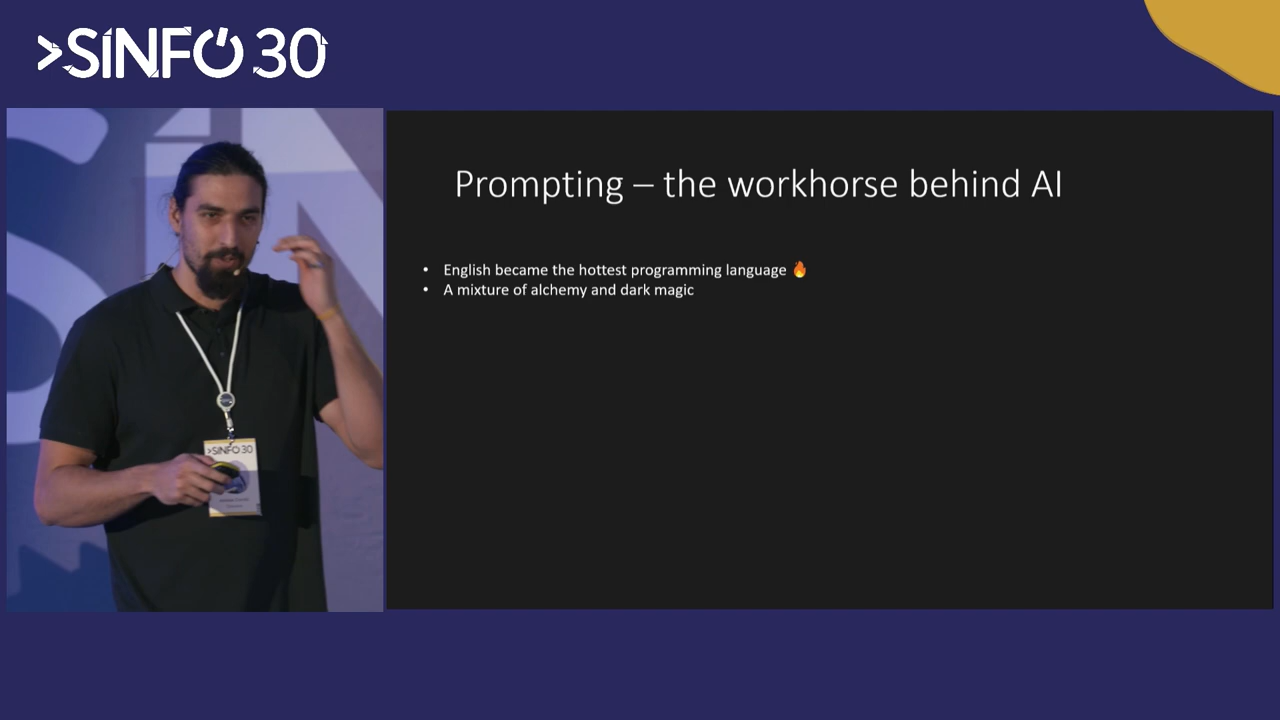 >SINFO 30
Prompting – the workhorse behind AI
• English became the hottest programming language 🔥
• A mixture of alchemy and dark magic
>SINFO 30